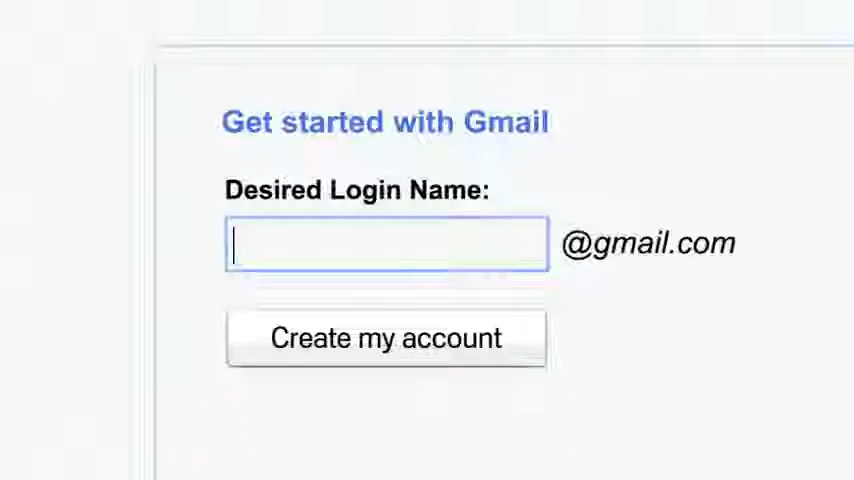 Get started with Gmail
Desired Login Name:
@gmail.com
Create my account